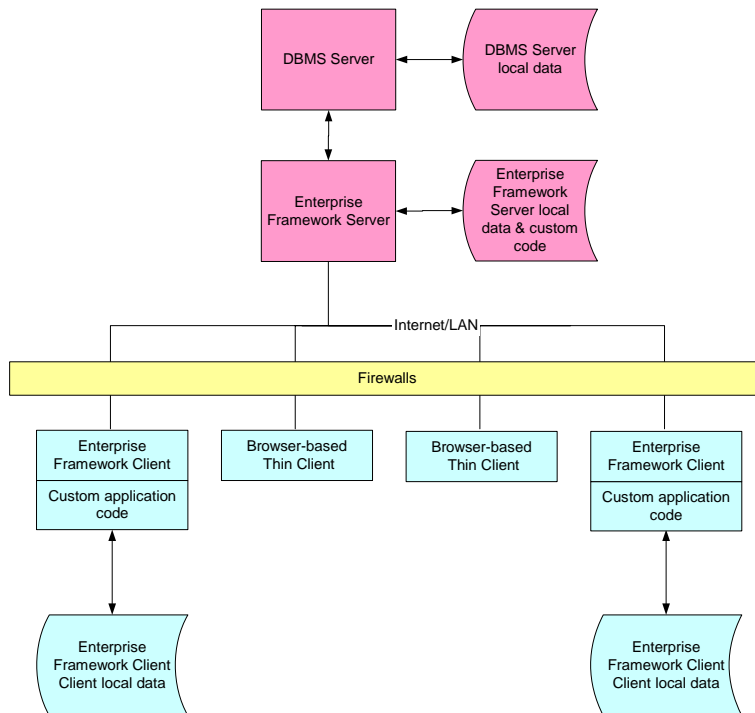 DBMS Server
DBMS Server
local data
Enterprise
Framework Server
Enterprise
Framework
Server local
data & custom
code
Internet/LAN
Firewalls
Enterprise
Framework Client
Custom application
code
Browser-based
Thin Client
Browser-based
Thin Client
Enterprise
Framework Client
Custom application
code
Enterprise
Framework Client
Client local data
Enterprise
Framework Client
Client local data